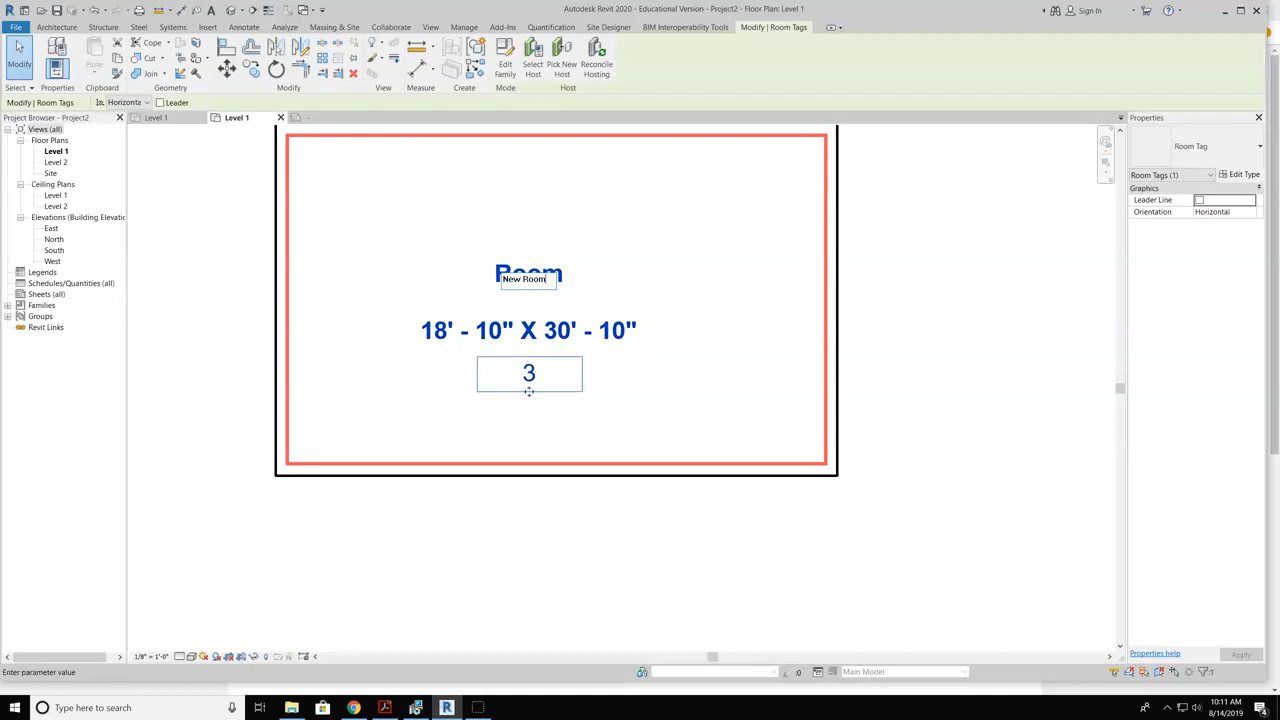 Autodesk Revit 2020 - Educational Version - Project2 - Floor Plan: Level 1
Sign In
File Architecture Structure Steel Systems Insert Annotate Analyze Massing & Site Collaborate View Manage Add-Ins Quantification Site Designer BIM Interoperability Tools Modify | Room Tags
Modify
Paste
Cope
Cut
Join
Edit Family
Select Host
Pick New Host
Reconcile Hosting
Select Properties Clipboard Geometry Modify View Measure Create Mode Host
Modify | Room Tags Horizonta Leader
Project Browser - Project2
Level 1
Level 1
Properties
Views (all)
Floor Plans
Level 1
Level 2
Site
Ceiling Plans
Level 1
Level 2
Elevations (Building Elevatic
East
North
South
West
Legends
Schedules/Quantities (all)
Sheets (all)
Families
Groups
Revit Links
Room
New Room
18' - 10" X 30' - 10"
3
Room Tag
Room Tags (1) Edit Type
Graphics
Leader Line
Orientation Horizontal
Properties help Apply
1/8" = 1'-0"
Enter parameter value
:0
Main Model
:1
Type here to search
10:11 AM
8/14/2019
4